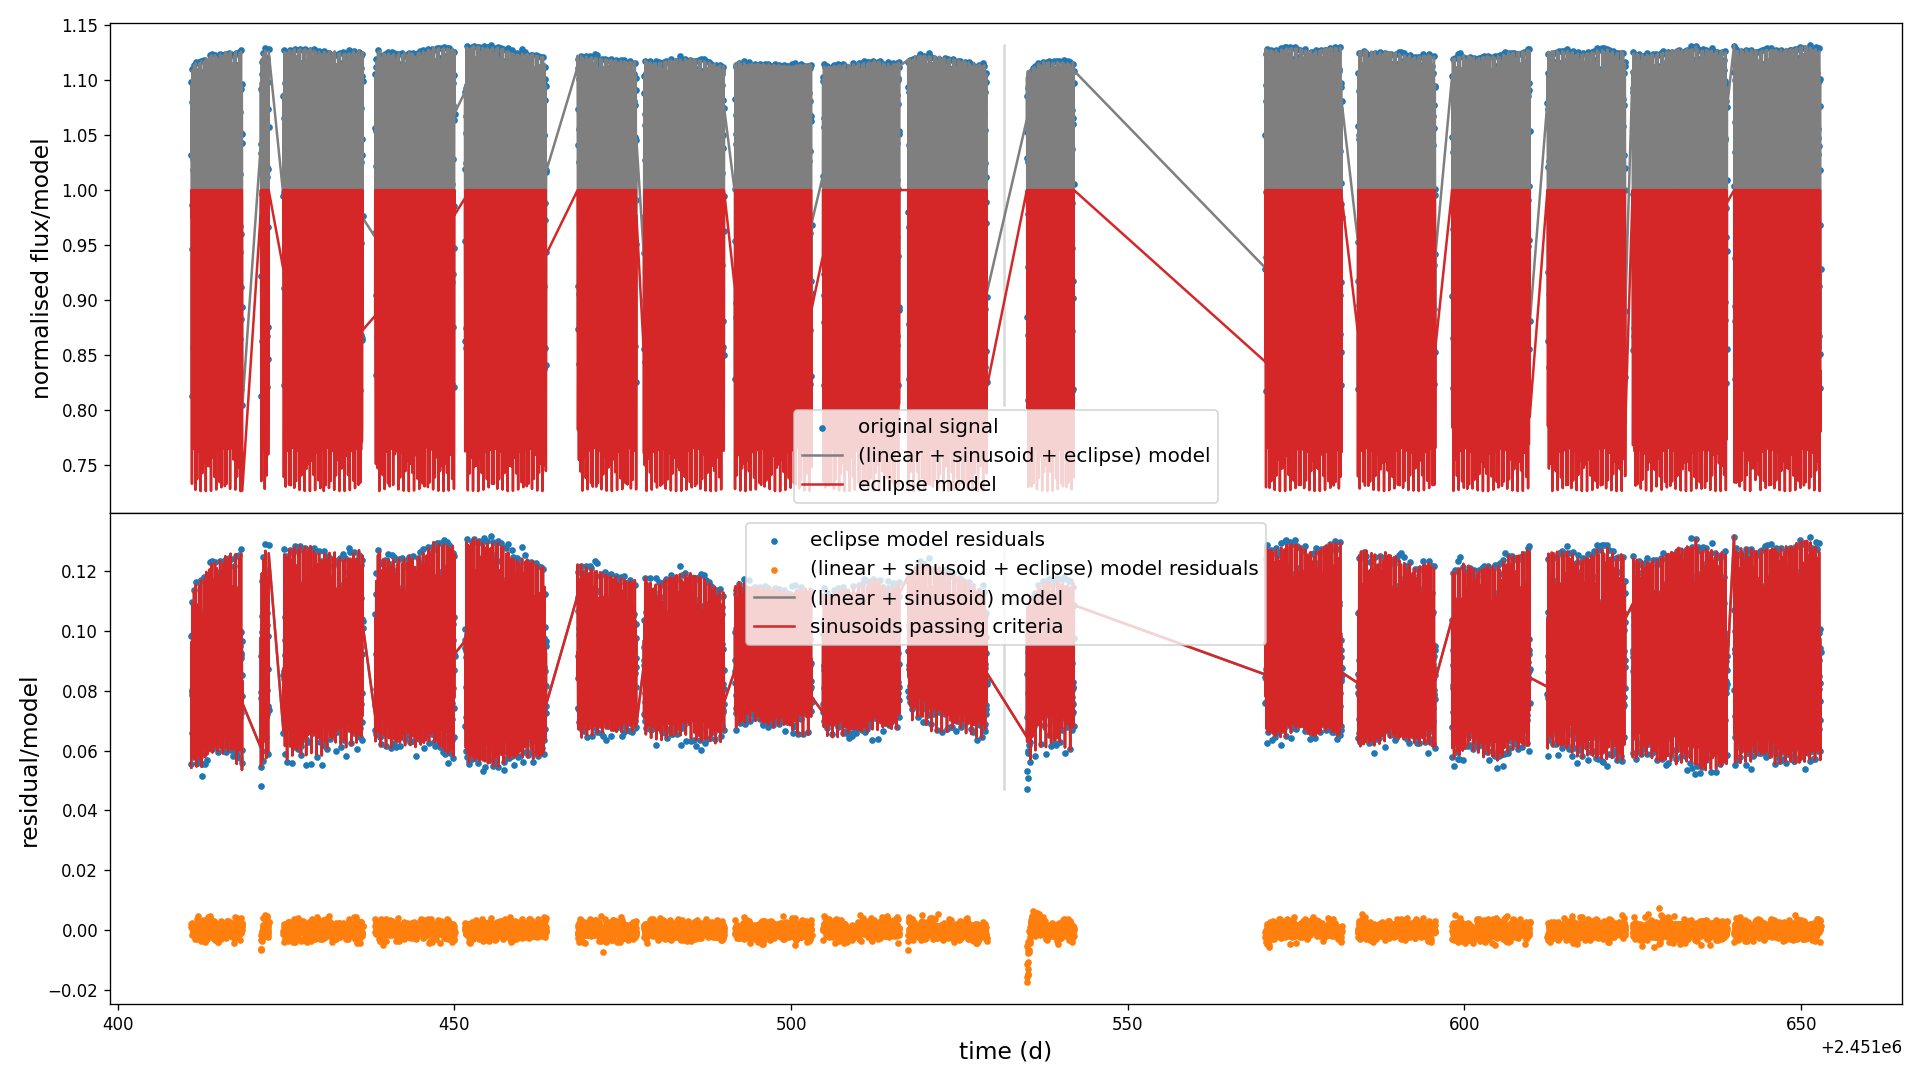 1.15
1.10
1.05
1.00
0.95
0.90
0.85
0.80
0.75
normalised flux/model
original signal
(linear + sinusoid + eclipse) model
eclipse model
0.12
0.10
0.08
0.06
0.04
0.02
0.00
−0.02
residual/model
eclipse model residuals
(linear + sinusoid + eclipse) model residuals
(linear + sinusoid) model
sinusoids passing criteria
400
450
500
550
600
650
time (d)
+2.451e6